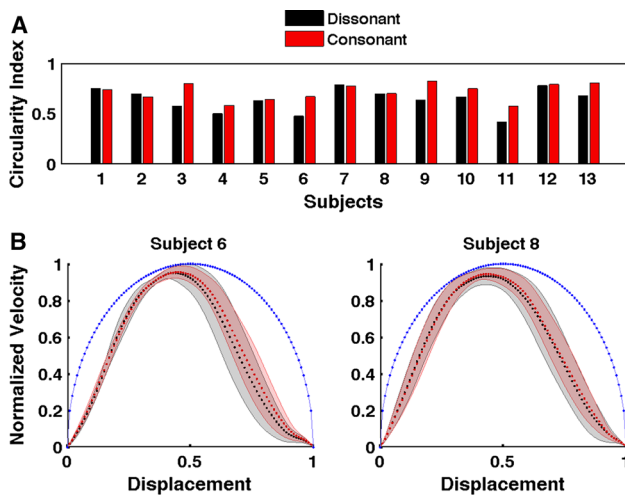 A
Dissonant
Consonant
Circularity Index
1
0.5
0
1 2 3 4 5 6 7 8 9 10 11 12 13
Subjects
B
Subject 6
Subject 8
Normalized Velocity
1
0.8
0.6
0.4
0.2
0
0 0.5 1
Displacement
1
0.8
0.6
0.4
0.2
0
0 0.5 1
Displacement